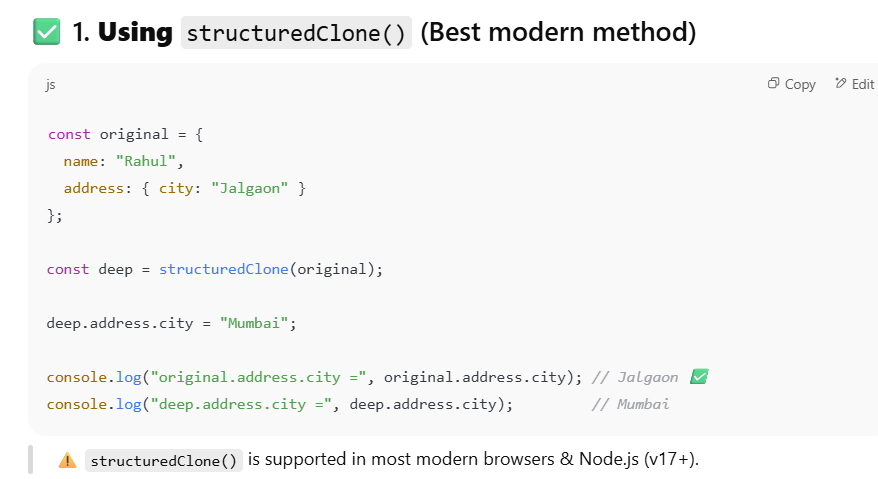 ✅ 1. Using structuredClone() (Best modern method)
js Copy Edit
const original = {
  name: "Rahul",
  address: { city: "Jalgaon" }
};
const deep = structuredClone(original);
deep.address.city = "Mumbai";
console.log("original.address.city =", original.address.city); // Jalgaon ✅
console.log("deep.address.city =", deep.address.city);         // Mumbai
⚠️ structuredClone() is supported in most modern browsers & Node.js (v17+).